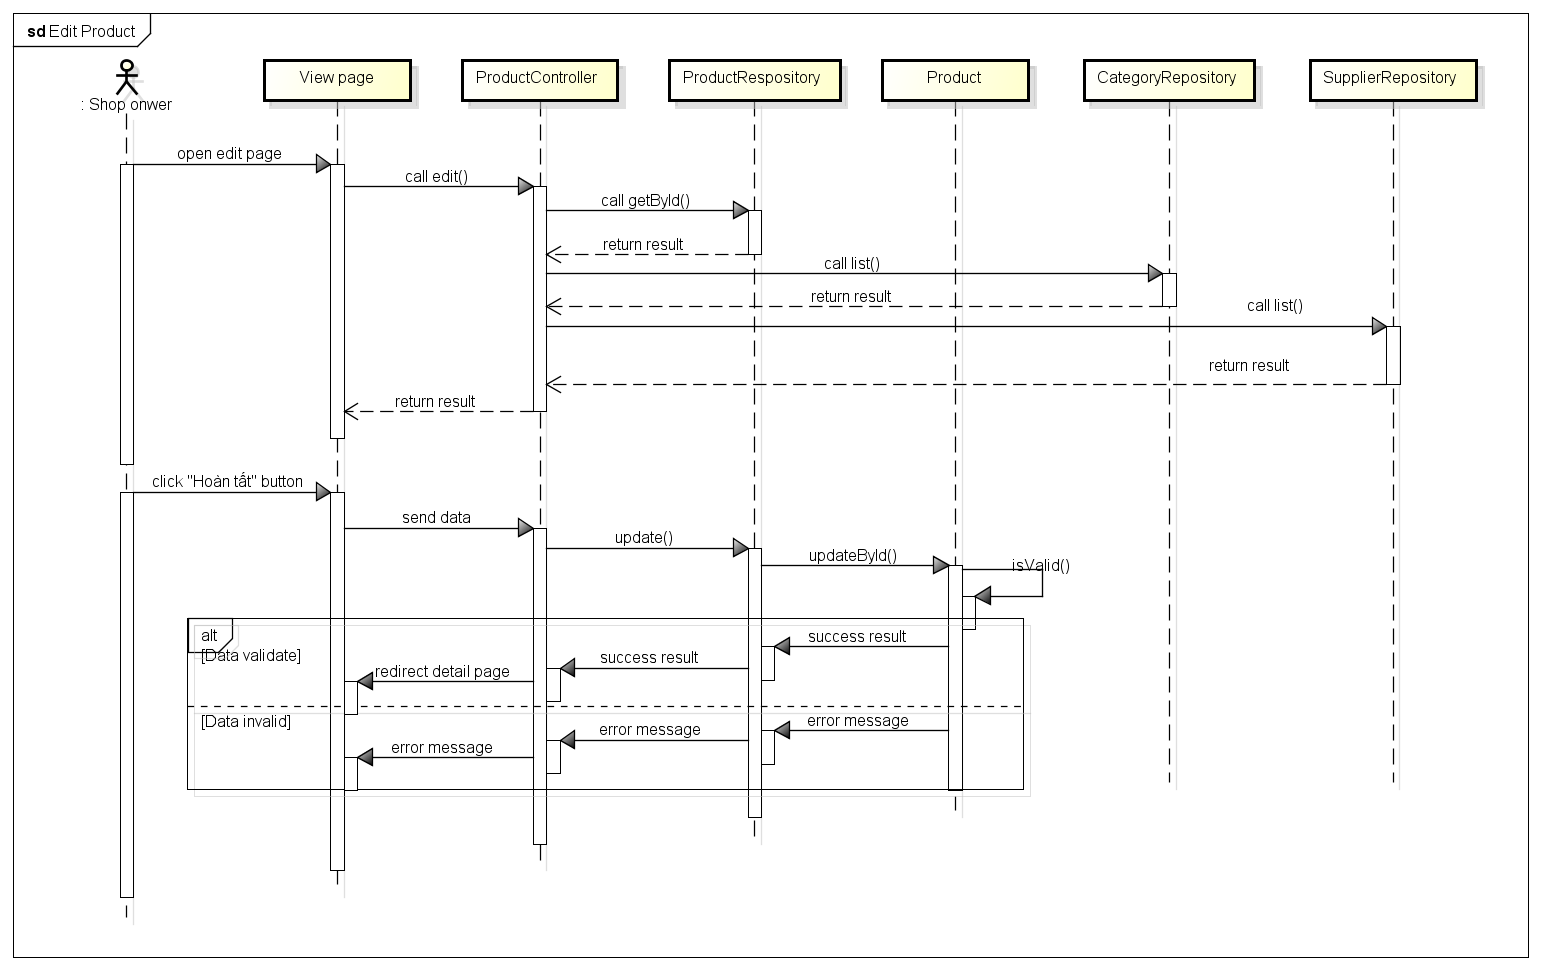 sd Edit Product
: Shop onwer
View page
ProductController
ProductRespository
Product
CategoryRepository
SupplierRepository
open edit page
call edit()
call getById()
return result
call list()
return result
call list()
return result
return result
click "Hoàn tất" button
send data
update()
updateById()
isValid()
alt
[Data validate]
success result
success result
redirect detail page
[Data invalid]
error message
error message
error message